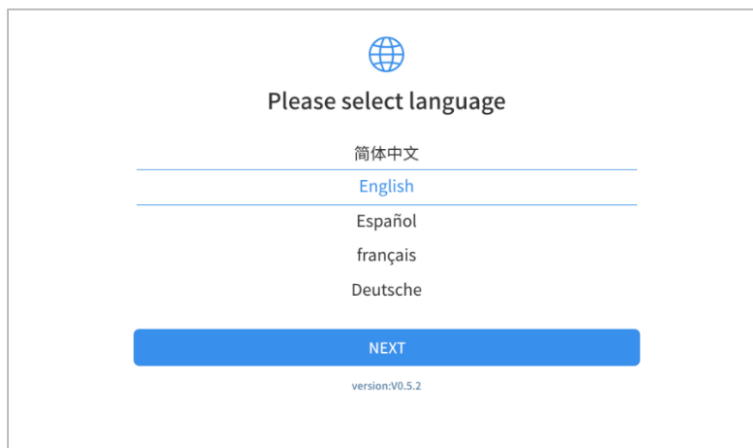 Please select language
简体中文
English
Español
français
Deutsche
NEXT
version:V0.5.2